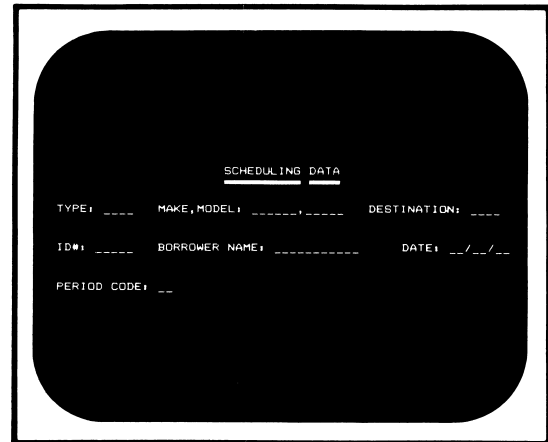 SCHEDULING DATA
TYPE: ____ MAKE,MODEL: ______,_____ DESTINATION: ____
ID#: _____ BORROWER NAME: ___________ DATE: __/__/__
PERIOD CODE: __